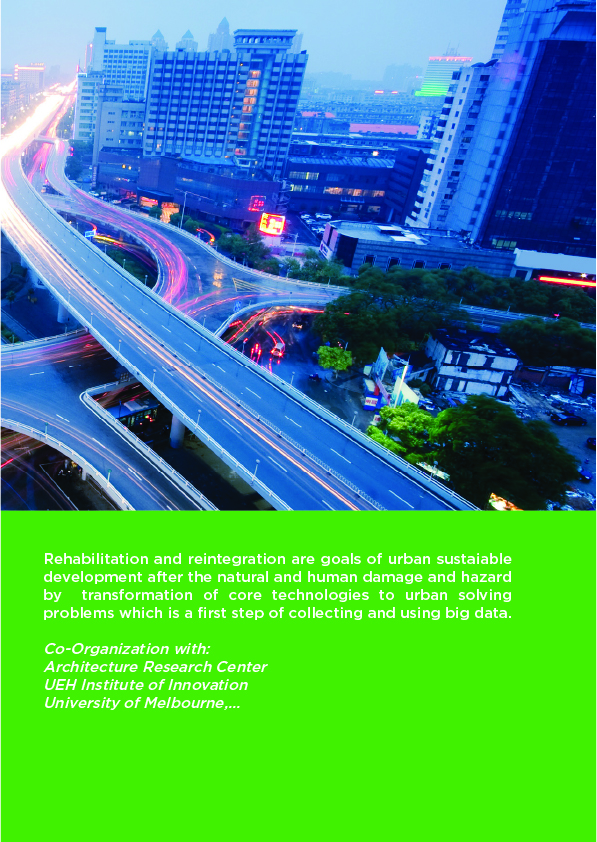 Rehabilitation and reintegration are goals of urban sustaiable
development after the natural and human damage and hazard
by transformation of core technologies to urban solving
problems which is a first step of collecting and using big data.
Co-Organization with:
Architecture Research Center
UEH Institute of Innovation
University of Melbourne,...